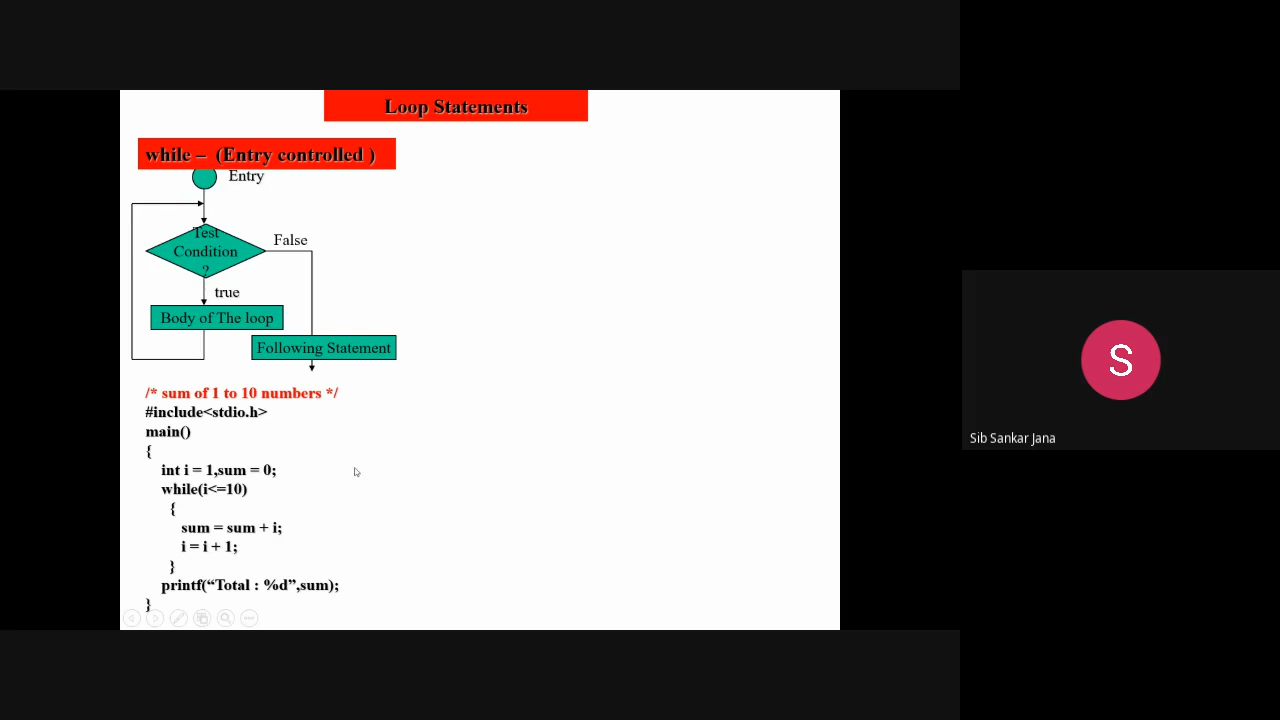 Loop Statements
while – (Entry controlled )
Entry
Test
Condition
?
False
true
Body of The loop
Following Statement
/* sum of 1 to 10 numbers */
#include<stdio.h>
main()
{
int i = 1,sum = 0;
while(i<=10)
{
sum = sum + i;
i = i + 1;
}
printf(“Total : %d”,sum);
}
S
Sib Sankar Jana